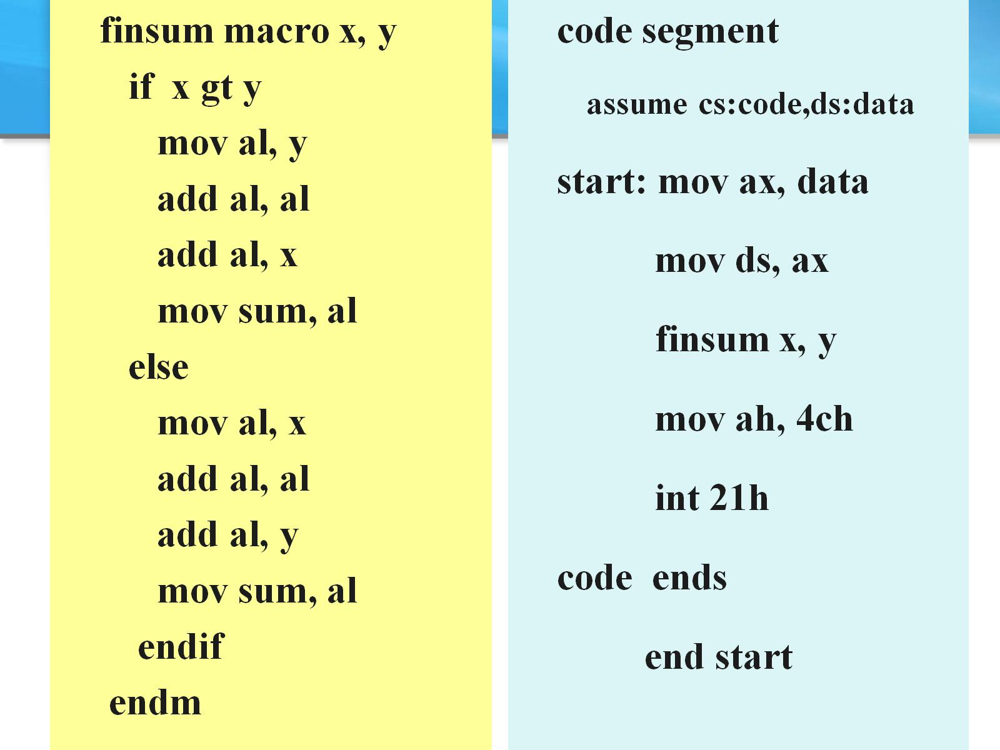 finsum macro x, y
if  x gt y
mov al, y
add al, al
add al, x
mov sum, al
else
mov al, x
add al, al
add al, y
mov sum, al
endif
endm
code segment
assume cs:code,ds:data
start: mov ax, data
mov ds, ax
finsum x, y
mov ah, 4ch
int 21h
code  ends
end start